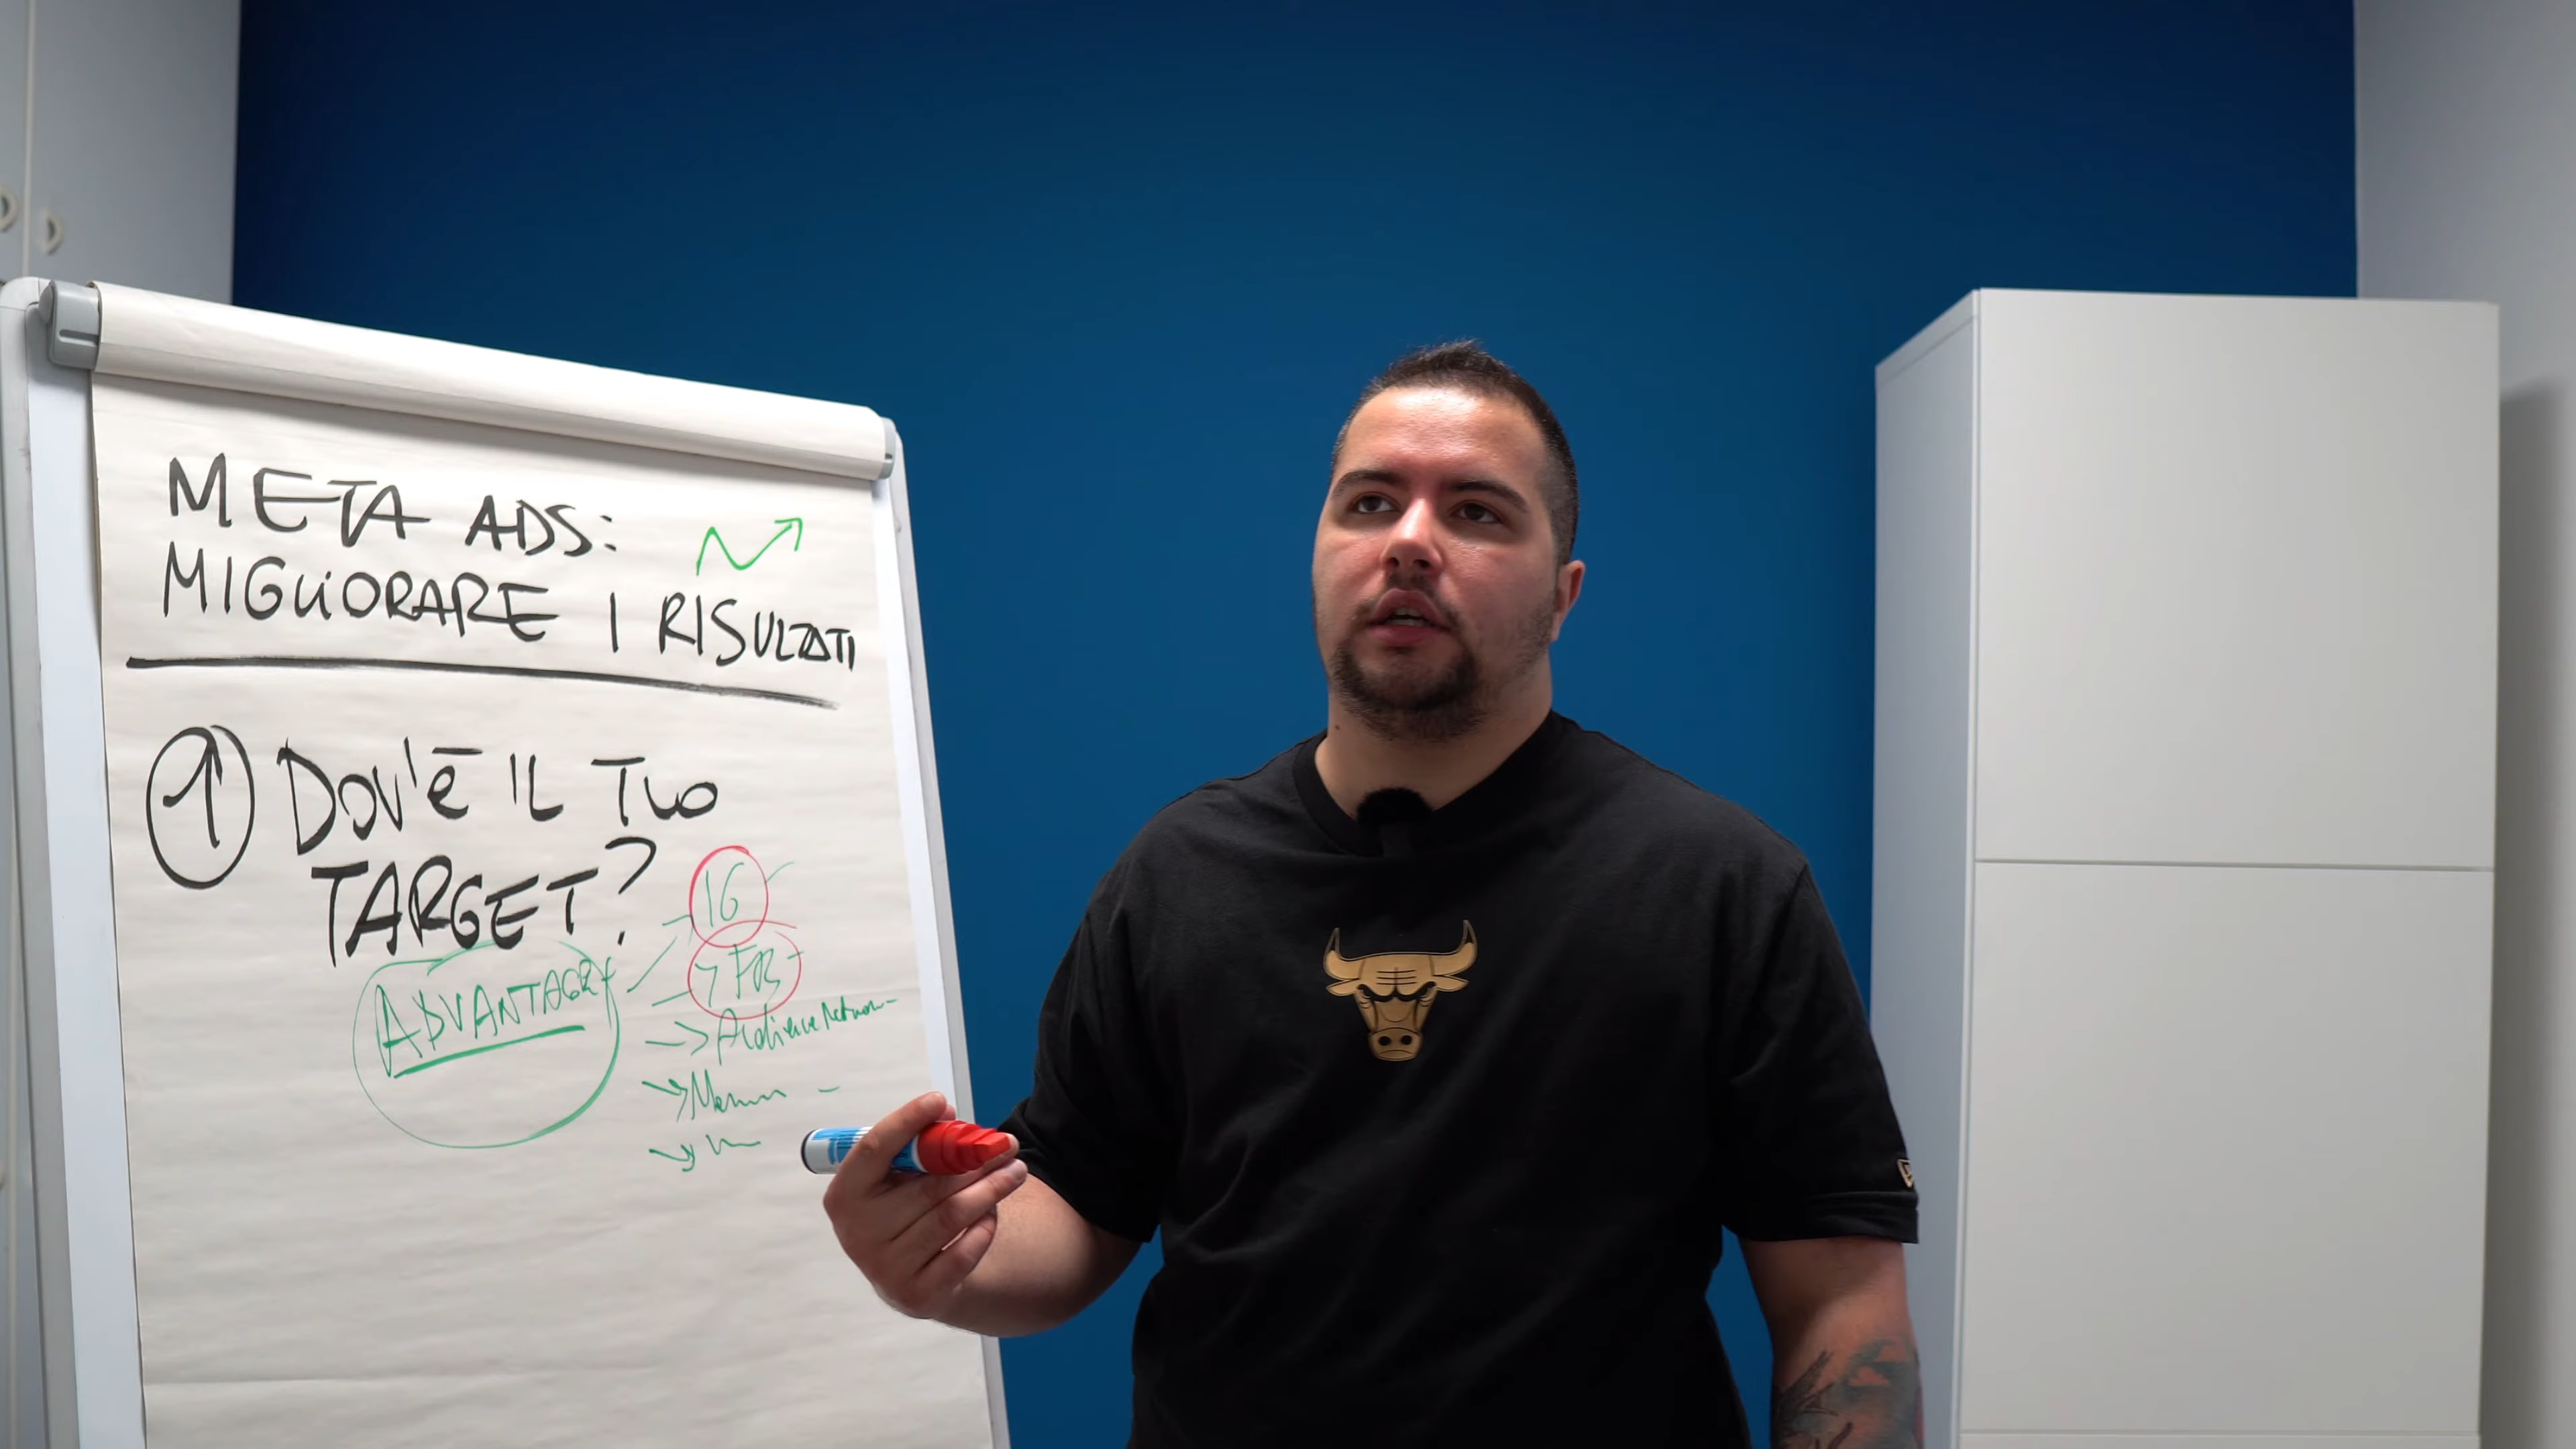 META ADS:
MIGLIORARE I RISULTATI
1 DOV'È IL TUO
TARGET?
IG
FB
ADVANTAGE+
Audience Network